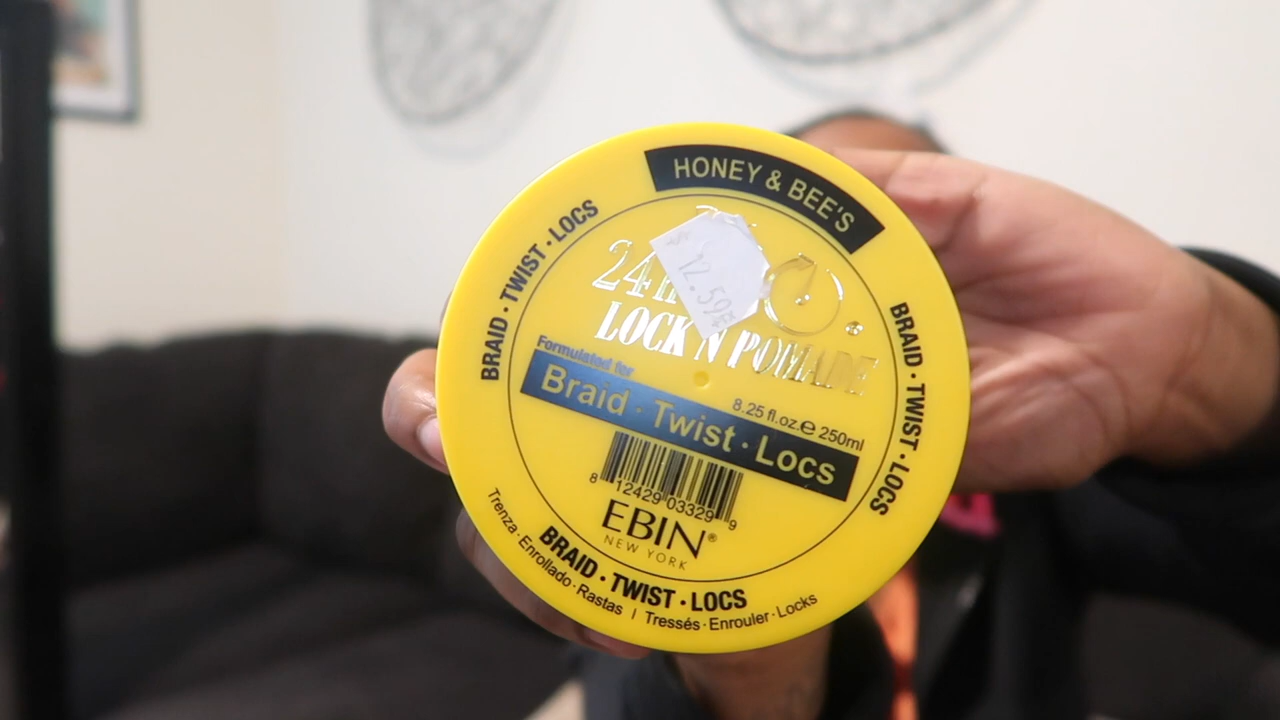 HONEY & BEE'S
$12.59
24
LOCK N POMADE
Formulated for
Braid · Twist · Locs
8.25 fl.oz.e 250ml
8 12429 03329 9
EBIN®
NEW YORK
BRAID · TWIST · LOCS
BRAID · TWIST · LOCS
BRAID · TWIST · LOCS
Trenza · Enrollado · Rastas | Tressés · Enrouler · Locks